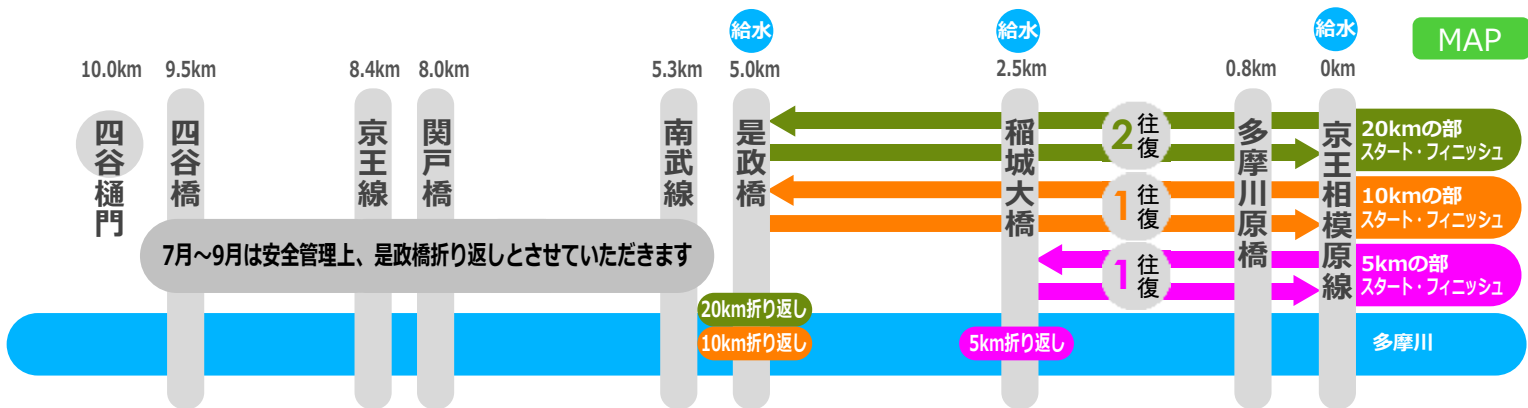 給水
給水
給水
MAP
10.0km
9.5km
8.4km
8.0km
5.3km
5.0km
2.5km
0.8km
0km
四谷樋門
四谷橋
京王線
関戸橋
南武線
是政橋
稲城大橋
多摩川原橋
京王相模原線
2往復
20kmの部
スタート・フィニッシュ
1往復
10kmの部
スタート・フィニッシュ
1往復
5kmの部
スタート・フィニッシュ
7月～9月は安全管理上、是政橋折り返しとさせていただきます
20km折り返し
10km折り返し
5km折り返し
多摩川